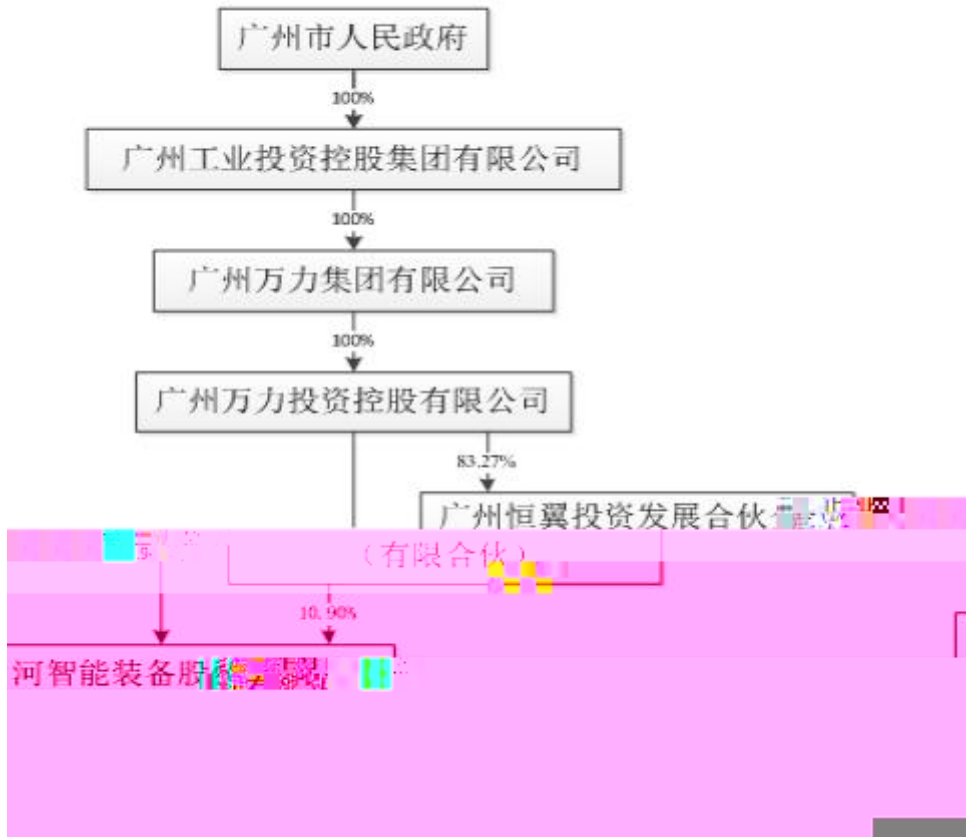 广州市人民政府
100%
广州工业投资控股集团有限公司
100%
广州万力集团有限公司
100%
广州万力投资控股有限公司
83.27%
广州恒翼投资发展合伙
（有限合伙）
10.90%
河智能装备股